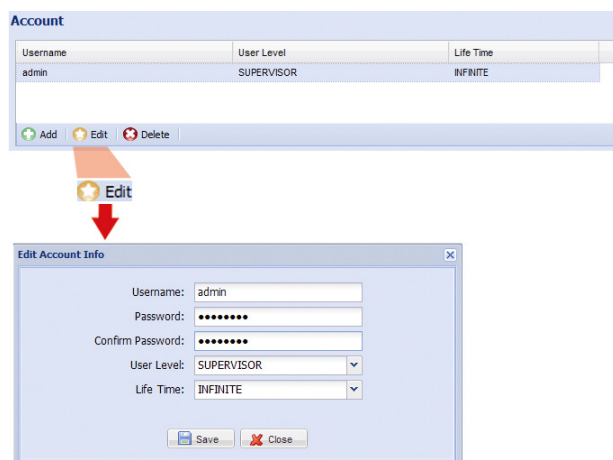 Account
Username User Level Life Time
admin SUPERVISOR INFINITE
Add Edit Delete
Edit
Edit Account Info
Username: admin
Password: ••••••••
Confirm Password: ••••••••
User Level: SUPERVISOR
Life Time: INFINITE
Save Close